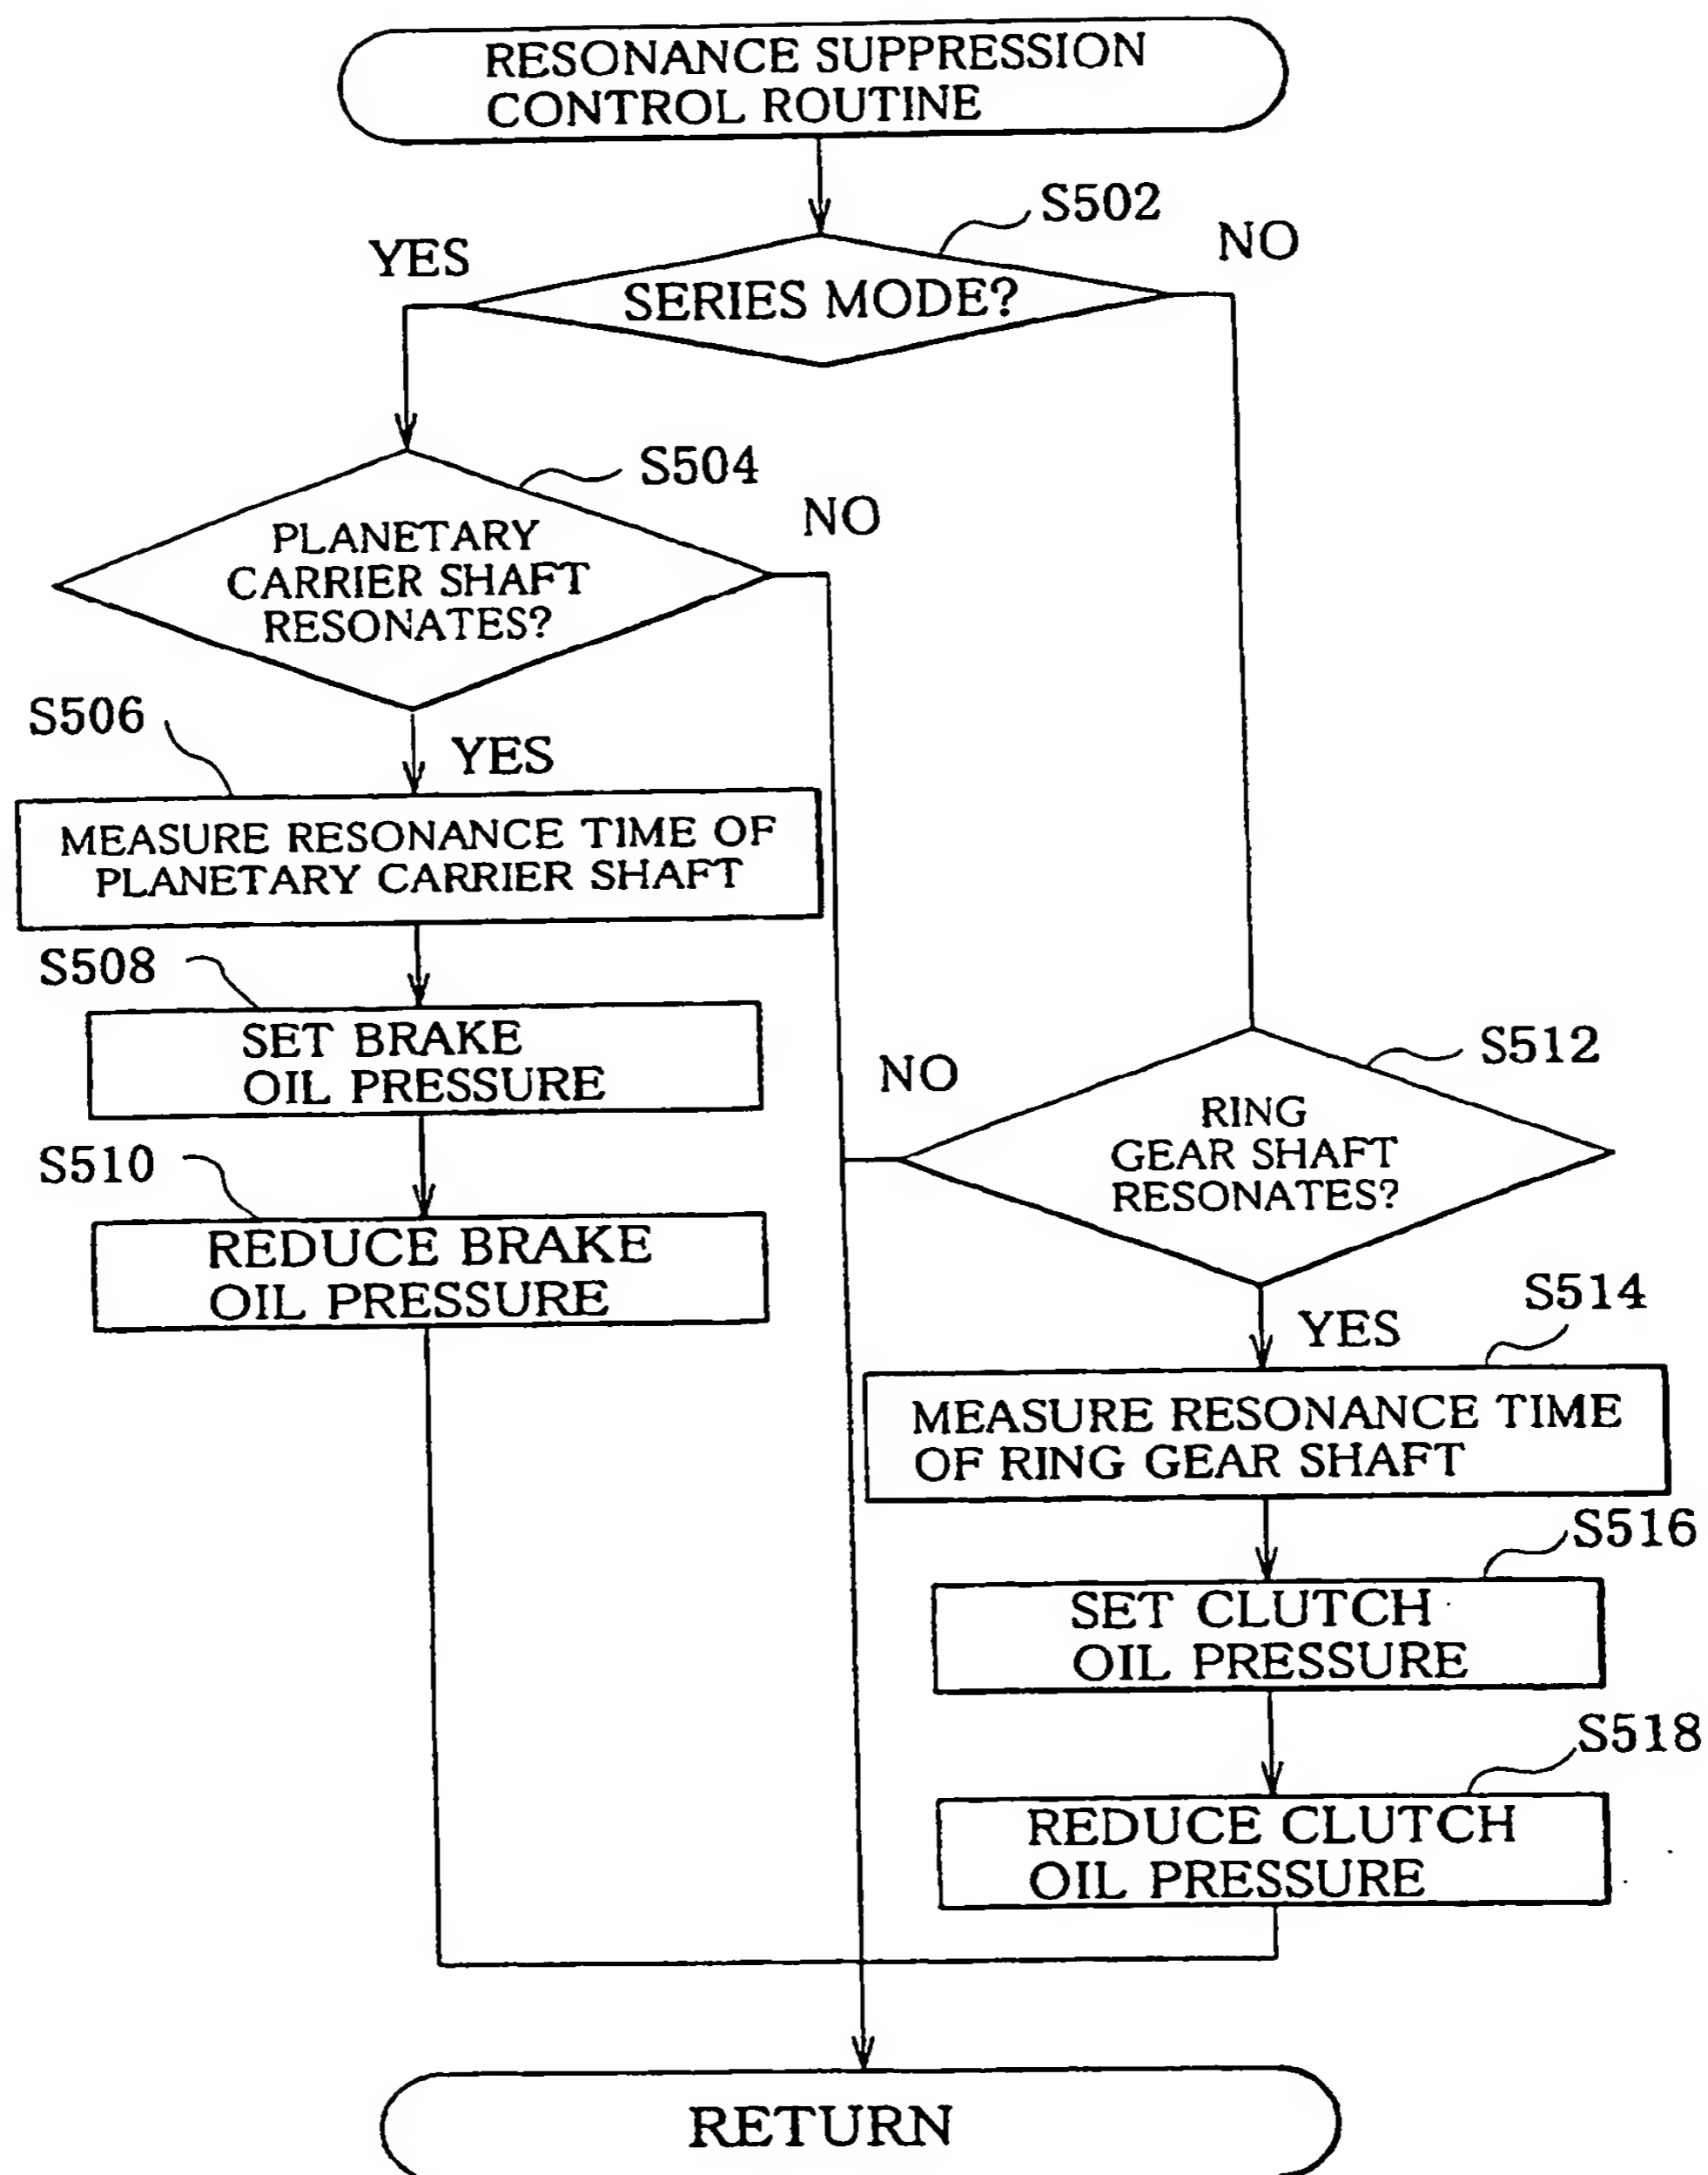 RESONANCE SUPPRESSION
CONTROL ROUTINE
S502
YES
NO
SERIES MODE?
S504
NO
PLANETARY
CARRIER SHAFT
RESONATES?
S506
YES
MEASURE RESONANCE TIME OF
PLANETARY CARRIER SHAFT
S508
SET BRAKE
OIL PRESSURE
S510
REDUCE BRAKE
OIL PRESSURE
S512
NO
RING
GEAR SHAFT
RESONATES?
S514
YES
MEASURE RESONANCE TIME
OF RING GEAR SHAFT
S516
SET CLUTCH
OIL PRESSURE
S518
REDUCE CLUTCH
OIL PRESSURE
RETURN